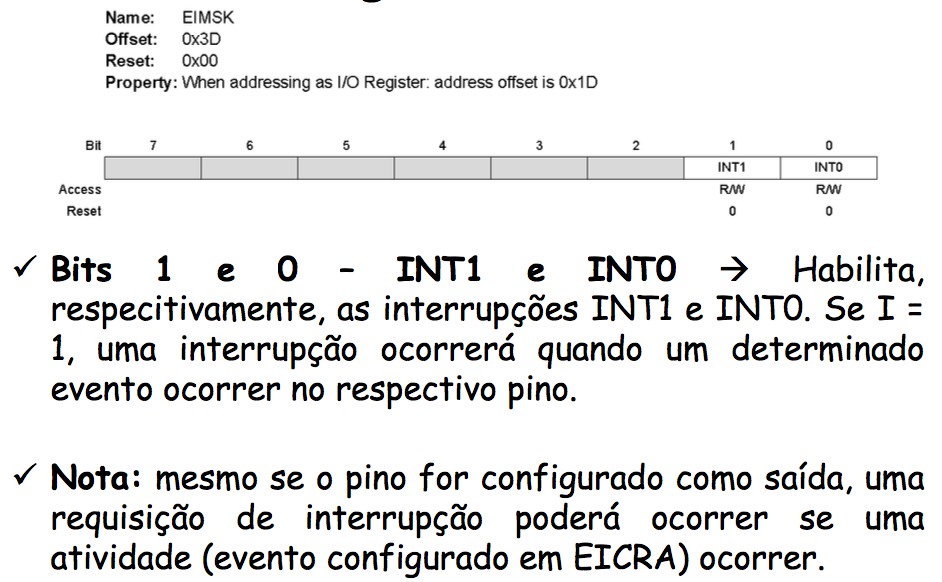 Name: EIMSK
Offset: 0x3D
Reset: 0x00
Property: When addressing as I/O Register: address offset is 0x1D
Bit 7 6 5 4 3 2 1 0
INT1 INT0
Access R/W R/W
Reset 0 0
✓ Bits 1 e 0 – INT1 e INT0 → Habilita,
respecitivamente, as interrupções INT1 e INT0. Se I =
1, uma interrupção ocorrerá quando um determinado
evento ocorrer no respectivo pino.
✓ Nota: mesmo se o pino for configurado como saída, uma
requisição de interrupção poderá ocorrer se uma
atividade (evento configurado em EICRA) ocorrer.